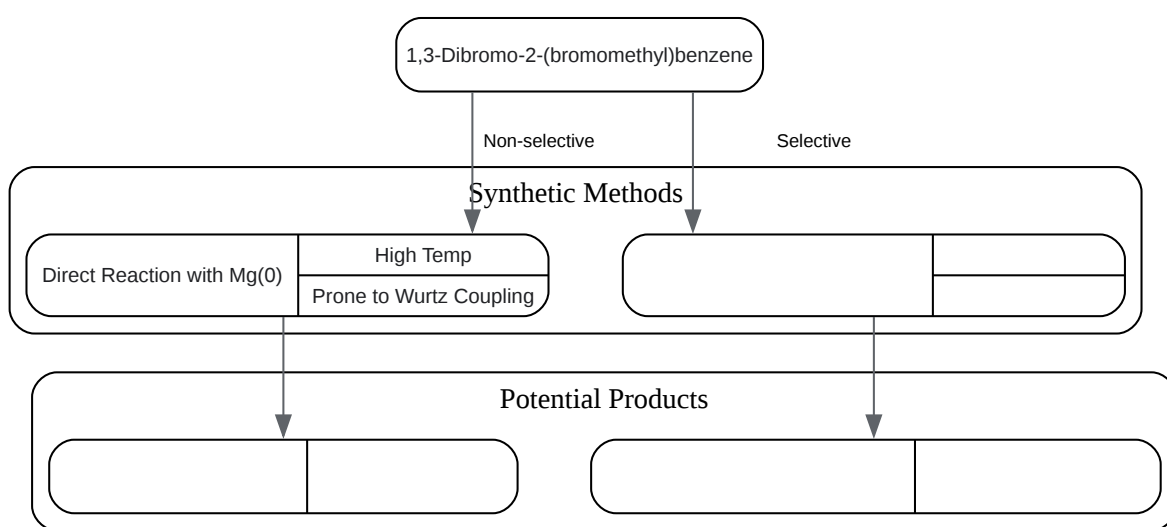 1,3-Dibromo-2-(bromomethyl)benzene
Non-selective
Selective
Synthetic Methods
Direct Reaction with Mg(0)
High Temp
Prone to Wurtz Coupling
Potential Products